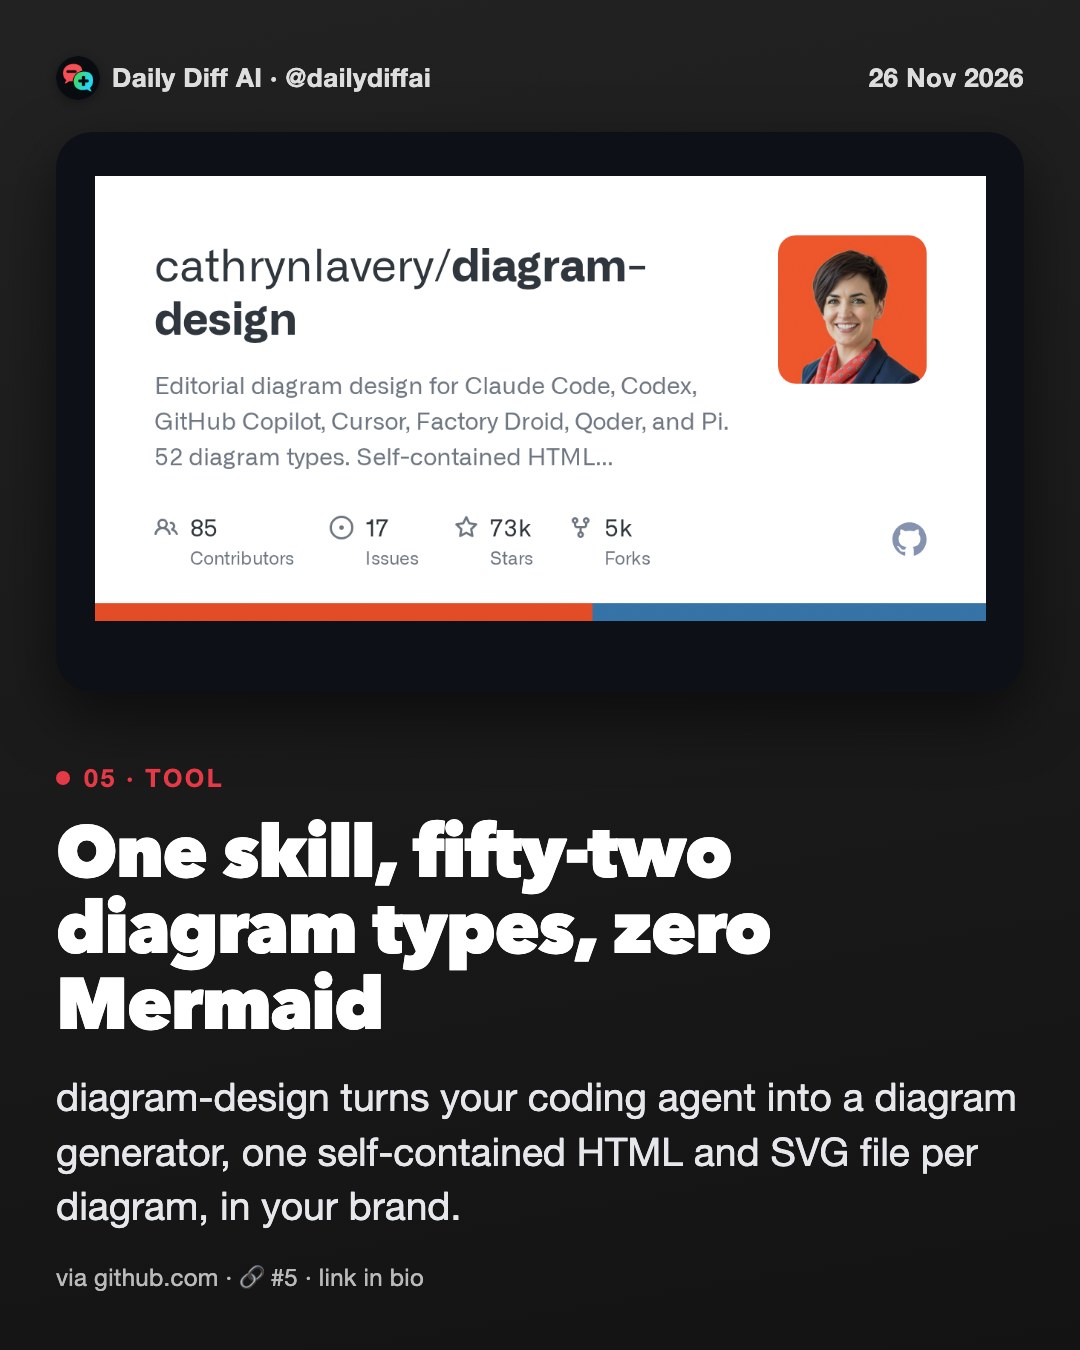 Daily Diff AI · @dailydiffai
26 Nov 2026
cathrynlavery/diagram-
design
Editorial diagram design for Claude Code, Codex,
GitHub Copilot, Cursor, Factory Droid, Qoder, and Pi.
52 diagram types. Self-contained HTML...
85
Contributors
17
Issues
73k
Stars
5k
Forks
05 · TOOL
One skill, fifty-two
diagram types, zero
Mermaid
diagram-design turns your coding agent into a diagram
generator, one self-contained HTML and SVG file per
diagram, in your brand.
via github.com · 🔗 #5 · link in bio